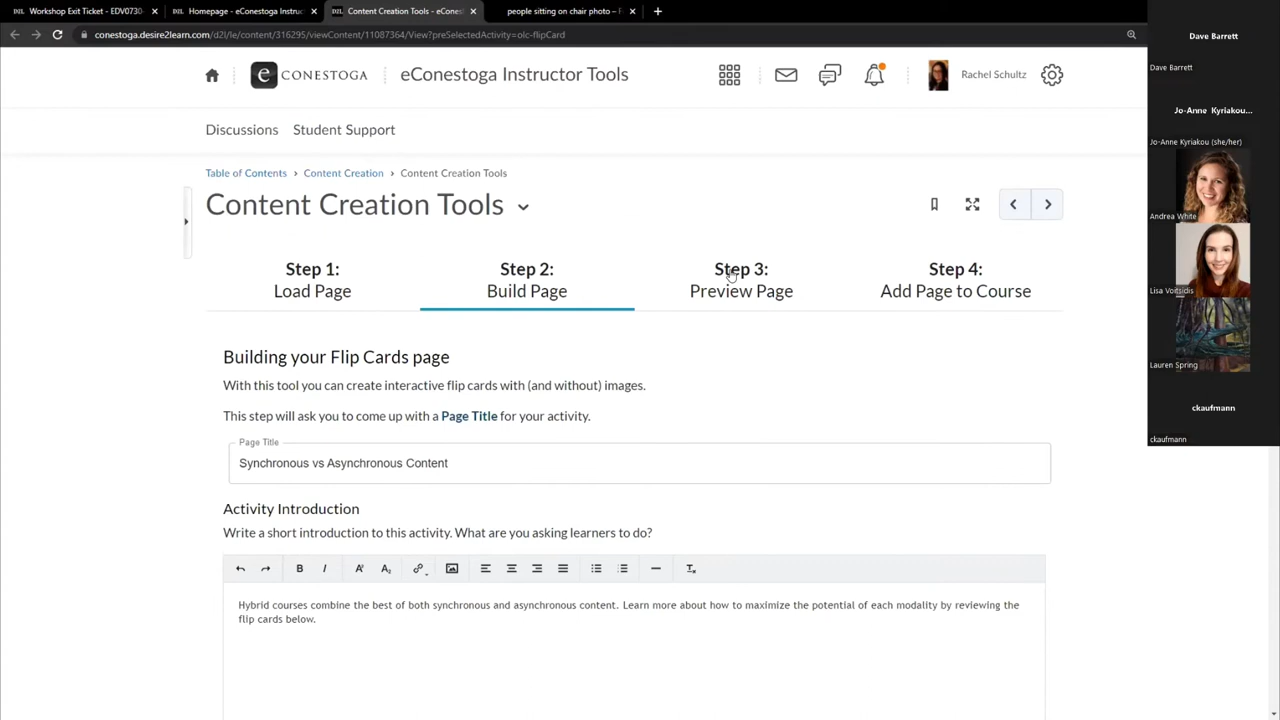 Workshop Exit Ticket - EDV0730-
Homepage - eConestoga Instruc
Content Creation Tools - eCones
people sitting on chair photo – F
conestoga.desire2learn.com/d2l/le/content/316295/viewContent/11087364/View?preSelectedActivity=olc-flipCard
e CONESTOGA
eConestoga Instructor Tools
Rachel Schultz
Discussions Student Support
Table of Contents > Content Creation > Content Creation Tools
Content Creation Tools
Step 1:
Load Page
Step 2:
Build Page
Step 3:
Preview Page
Step 4:
Add Page to Course
Building your Flip Cards page
With this tool you can create interactive flip cards with (and without) images.
This step will ask you to come up with a Page Title for your activity.
Page Title
Synchronous vs Asynchronous Content
Activity Introduction
Write a short introduction to this activity. What are you asking learners to do?
Hybrid courses combine the best of both synchronous and asynchronous content. Learn more about how to maximize the potential of each modality by reviewing the
flip cards below.
Dave Barrett
Dave Barrett
Jo-Anne Kyriakou...
Jo-Anne Kyriakou (she/her)
Andrea White
Lisa Voitsidis
Lauren Spring
ckaufmann
ckaufmann